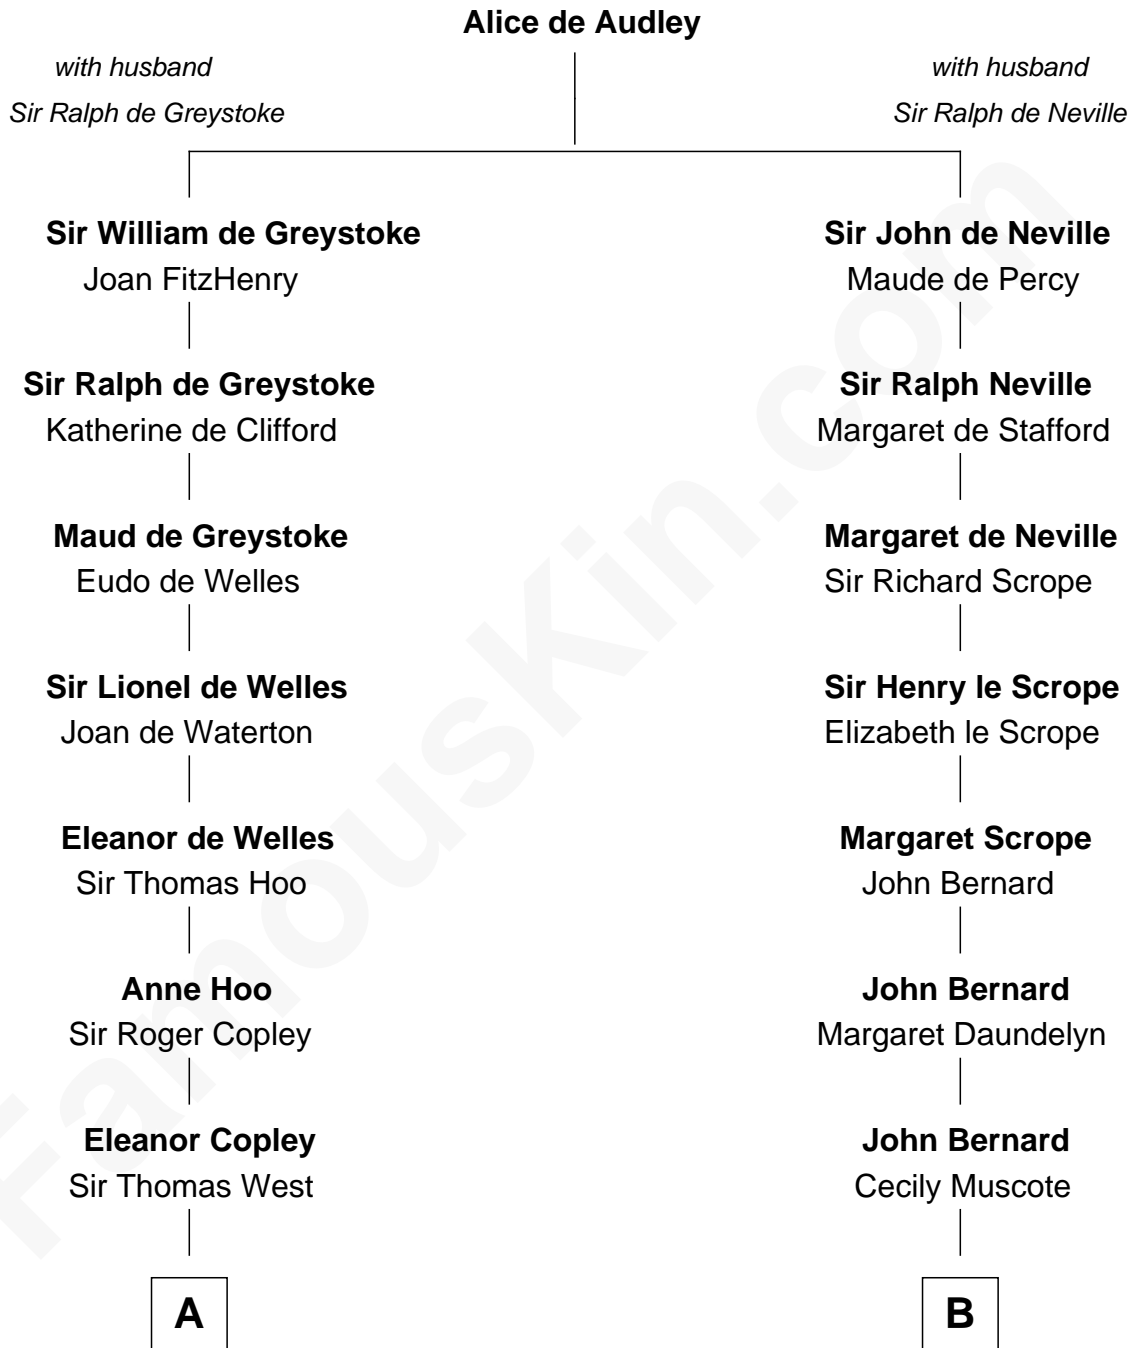 Alice de Audley
with husband
Sir Ralph de Greystoke
with husband
Sir Ralph de Neville
Sir William de Greystoke
Joan FitzHenry
Sir John de Neville
Maude de Percy
Sir Ralph de Greystoke
Katherine de Clifford
Sir Ralph Neville
Margaret de Stafford
Maud de Greystoke
Eudo de Welles
Margaret de Neville
Sir Richard Scrope
Sir Lionel de Welles
Joan de Waterton
Sir Henry le Scrope
Elizabeth le Scrope
Eleanor de Welles
Sir Thomas Hoo
Margaret Scrope
John Bernard
Anne Hoo
Sir Roger Copley
John Bernard
Margaret Daundelyn
Eleanor Copley
Sir Thomas West
John Bernard
Cecily Muscote
A
B
FamousKin.com